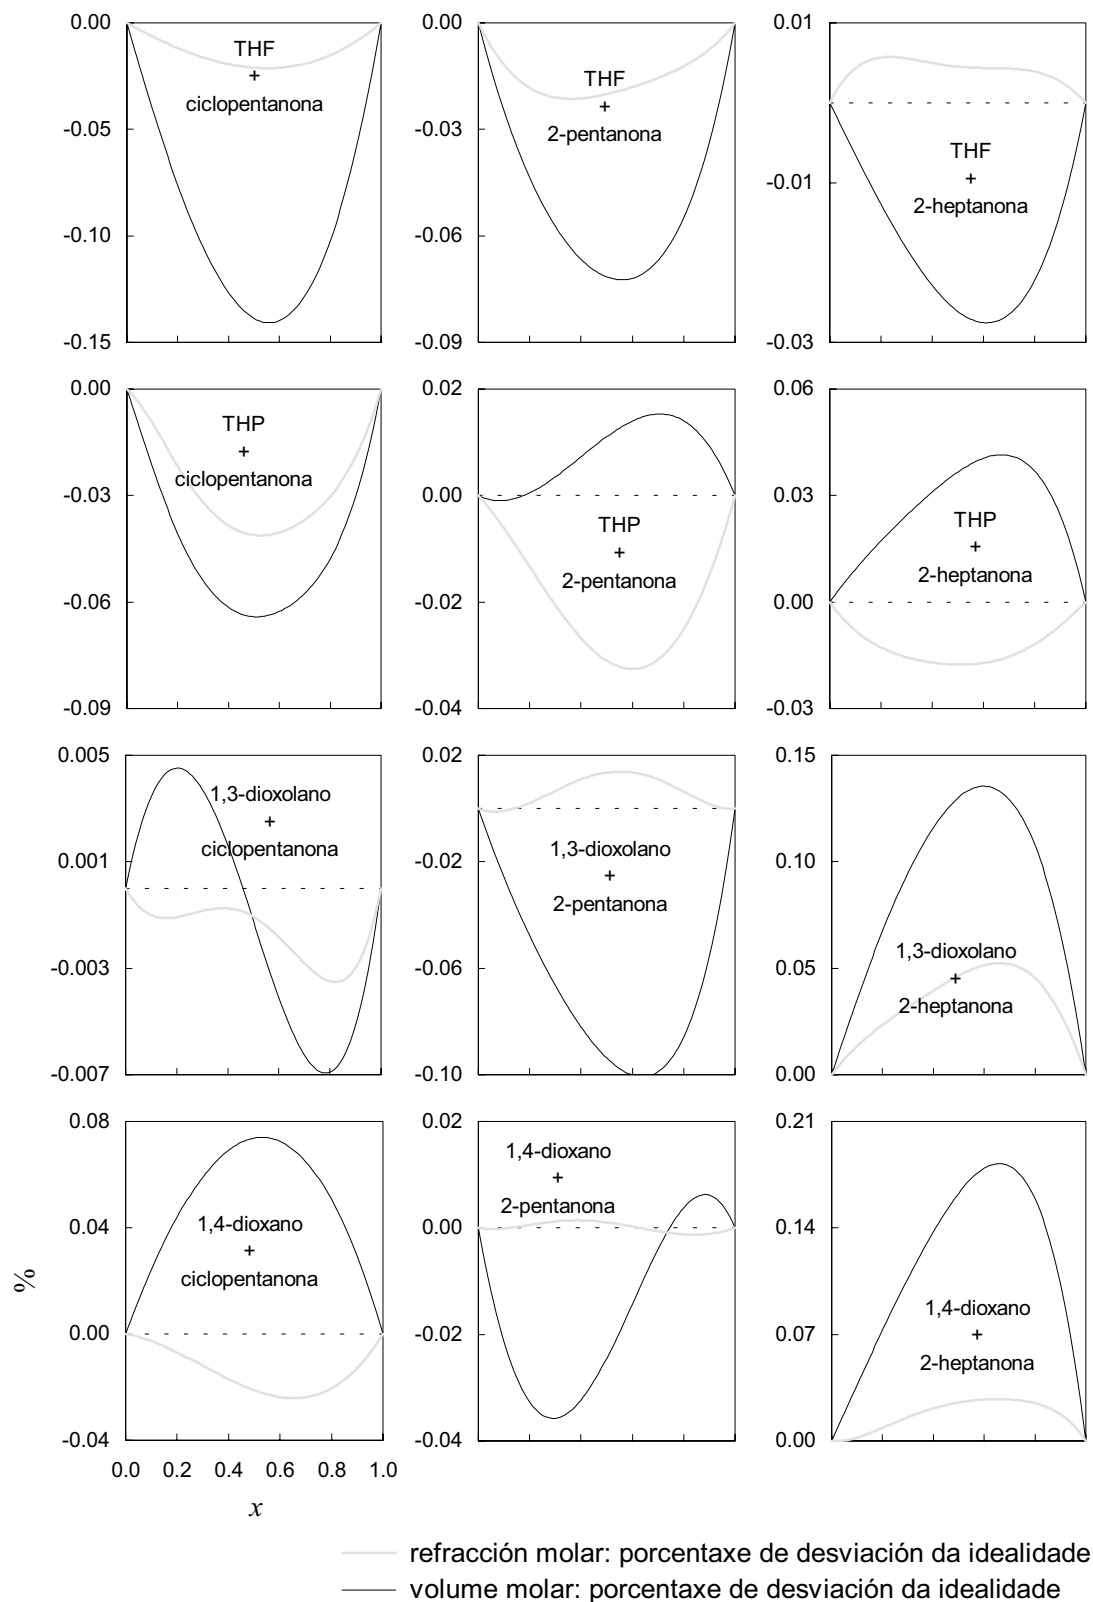 0.00
-0.05
-0.10
-0.15
THF
+
ciclopentanona
0.00
-0.03
-0.06
-0.09
THF
+
2-pentanona
0.01
-0.01
-0.03
THF
+
2-heptanona
0.00
-0.03
-0.06
-0.09
THP
+
ciclopentanona
0.02
0.00
-0.02
-0.04
THP
+
2-pentanona
0.06
0.03
0.00
-0.03
THP
+
2-heptanona
0.005
0.001
-0.003
-0.007
1,3-dioxolano
+
ciclopentanona
0.02
-0.02
-0.06
-0.10
1,3-dioxolano
+
2-pentanona
0.15
0.10
0.05
0.00
1,3-dioxolano
+
2-heptanona
0.08
0.04
0.00
-0.04
1,4-dioxano
+
ciclopentanona
%
0.0 0.2 0.4 0.6 0.8 1.0
x
0.02
0.00
-0.02
-0.04
1,4-dioxano
+
2-pentanona
0.21
0.14
0.07
0.00
1,4-dioxano
+
2-heptanona
refracción molar: porcentaxe de desviación da idealidade
volume molar: porcentaxe de desviación da idealidade